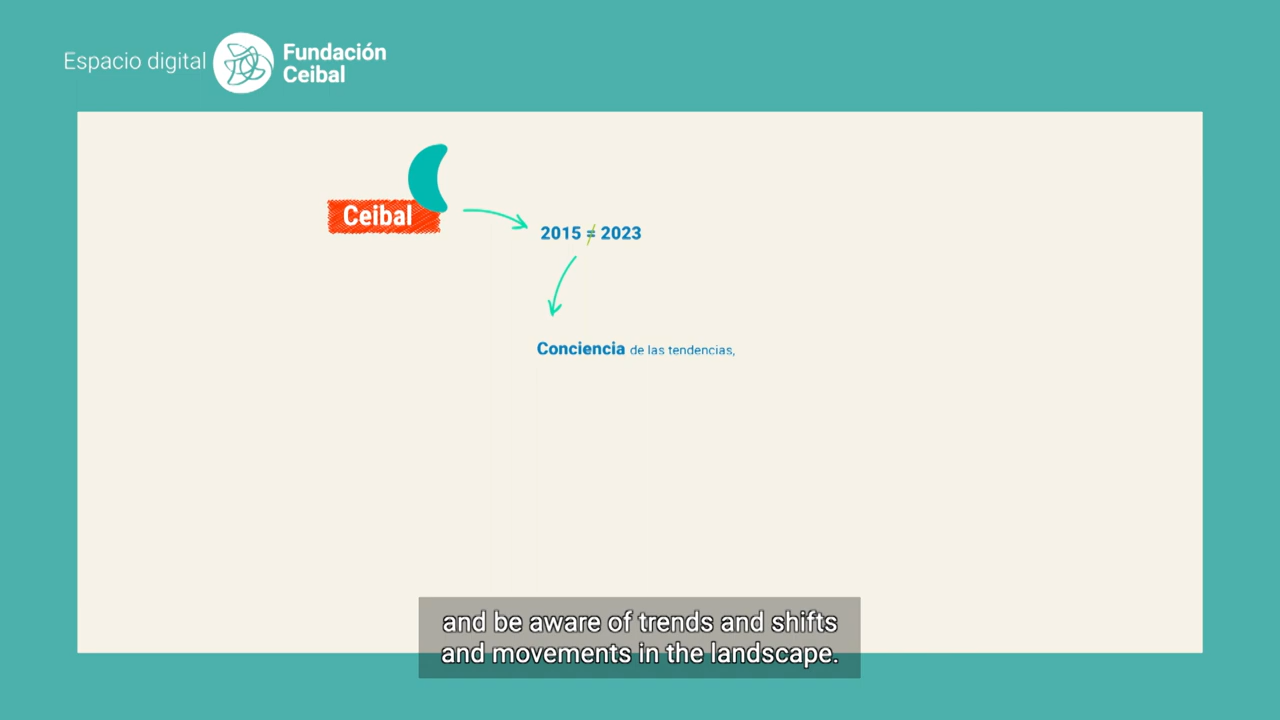 Espacio digital
Fundación
Ceibal
Ceibal
2015 ≠ 2023
Conciencia de las tendencias,
and be aware of trends and shifts
and movements in the landscape.